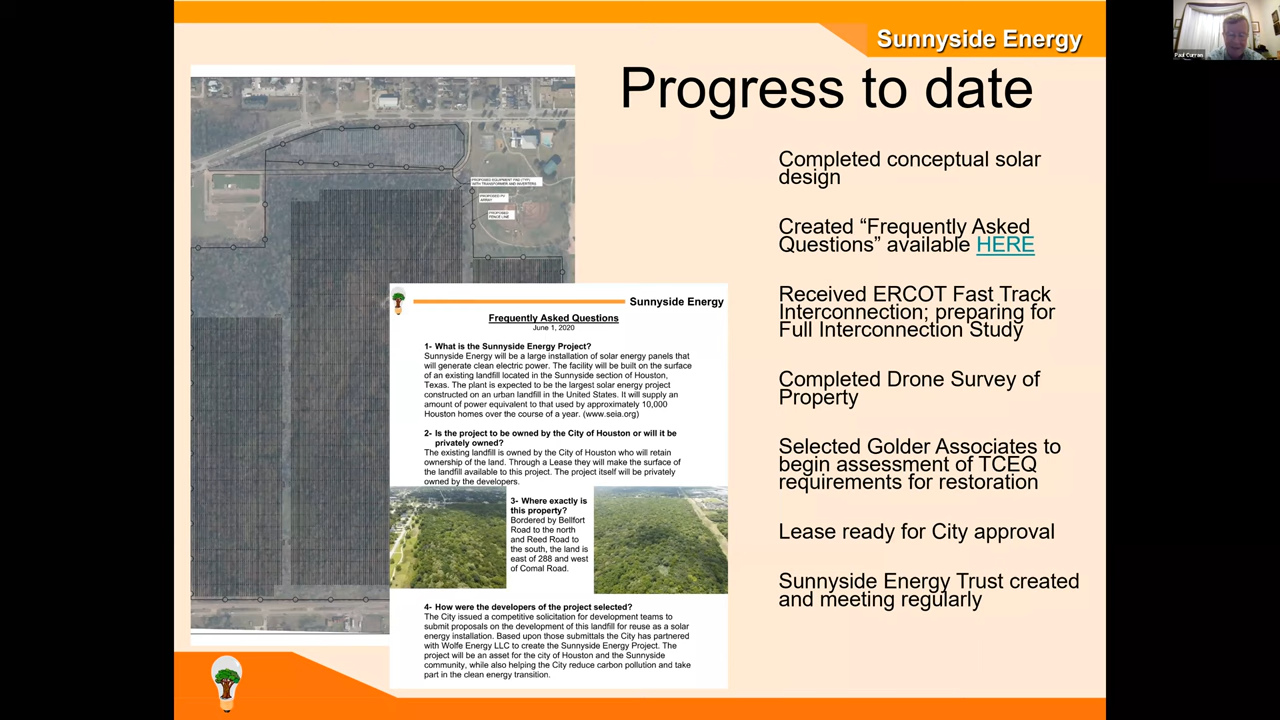 Sunnyside Energy
Paul Curran
Progress to date
Completed conceptual solar
design
Created “Frequently Asked
Questions” available HERE
Received ERCOT Fast Track
Interconnection; preparing for
Full Interconnection Study
Completed Drone Survey of
Property
Selected Golder Associates to
begin assessment of TCEQ
requirements for restoration
Lease ready for City approval
Sunnyside Energy Trust created
and meeting regularly
PROPOSED EQUIPMENT PAD (TYP)
WITH TRANSFORMER AND INVERTERS
PROPOSED PV
ARRAY
PROPOSED
FENCE LINE
Sunnyside Energy
Frequently Asked Questions
June 1, 2020
1- What is the Sunnyside Energy Project?
Sunnyside Energy will be a large installation of solar energy panels that
will generate clean electric power. The facility will be built on the surface
of an existing landfill located in the Sunnyside section of Houston,
Texas. The plant is expected to be the largest solar energy project
constructed on an urban landfill in the United States. It will supply an
amount of power equivalent to that used by approximately 10,000
Houston homes over the course of a year. (www.seia.org)
2- Is the project to be owned by the City of Houston or will it be
privately owned?
The existing landfill is owned by the City of Houston who will retain
ownership of the land. Through a Lease they will make the surface of
the landfill available to this project. The project itself will be privately
owned by the developers.
3- Where exactly is
this property?
Bordered by Bellfort
Road to the north
and Reed Road to
the south, the land is
east of 288 and west
of Comal Road.
4- How were the developers of the project selected?
The City issued a competitive solicitation for development teams to
submit proposals on the development of this landfill for reuse as a solar
energy installation. Based upon those submittals the City has partnered
with Wolfe Energy LLC to create the Sunnyside Energy Project. The
project will be an asset for the city of Houston and the Sunnyside
community, while also helping the City reduce carbon pollution and take
part in the clean energy transition.